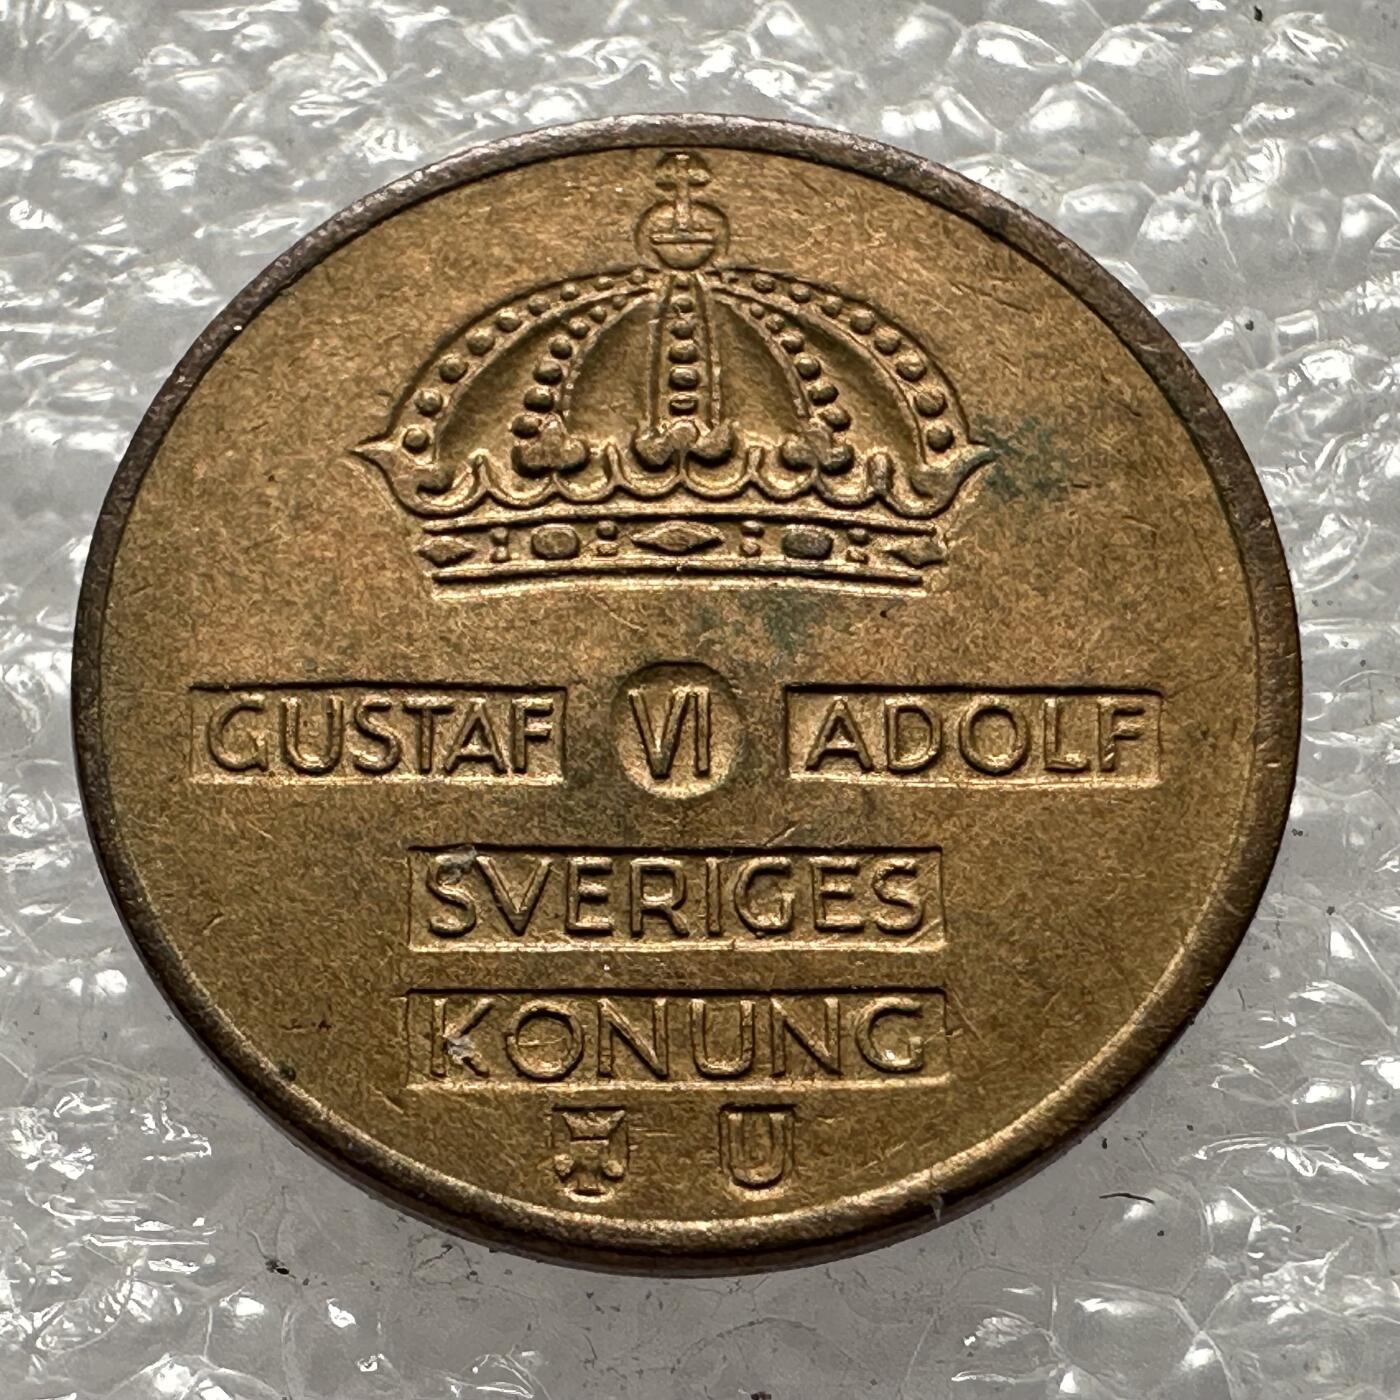 GUSTAF VI ADOLF
SVERIGES
KONUNG
U